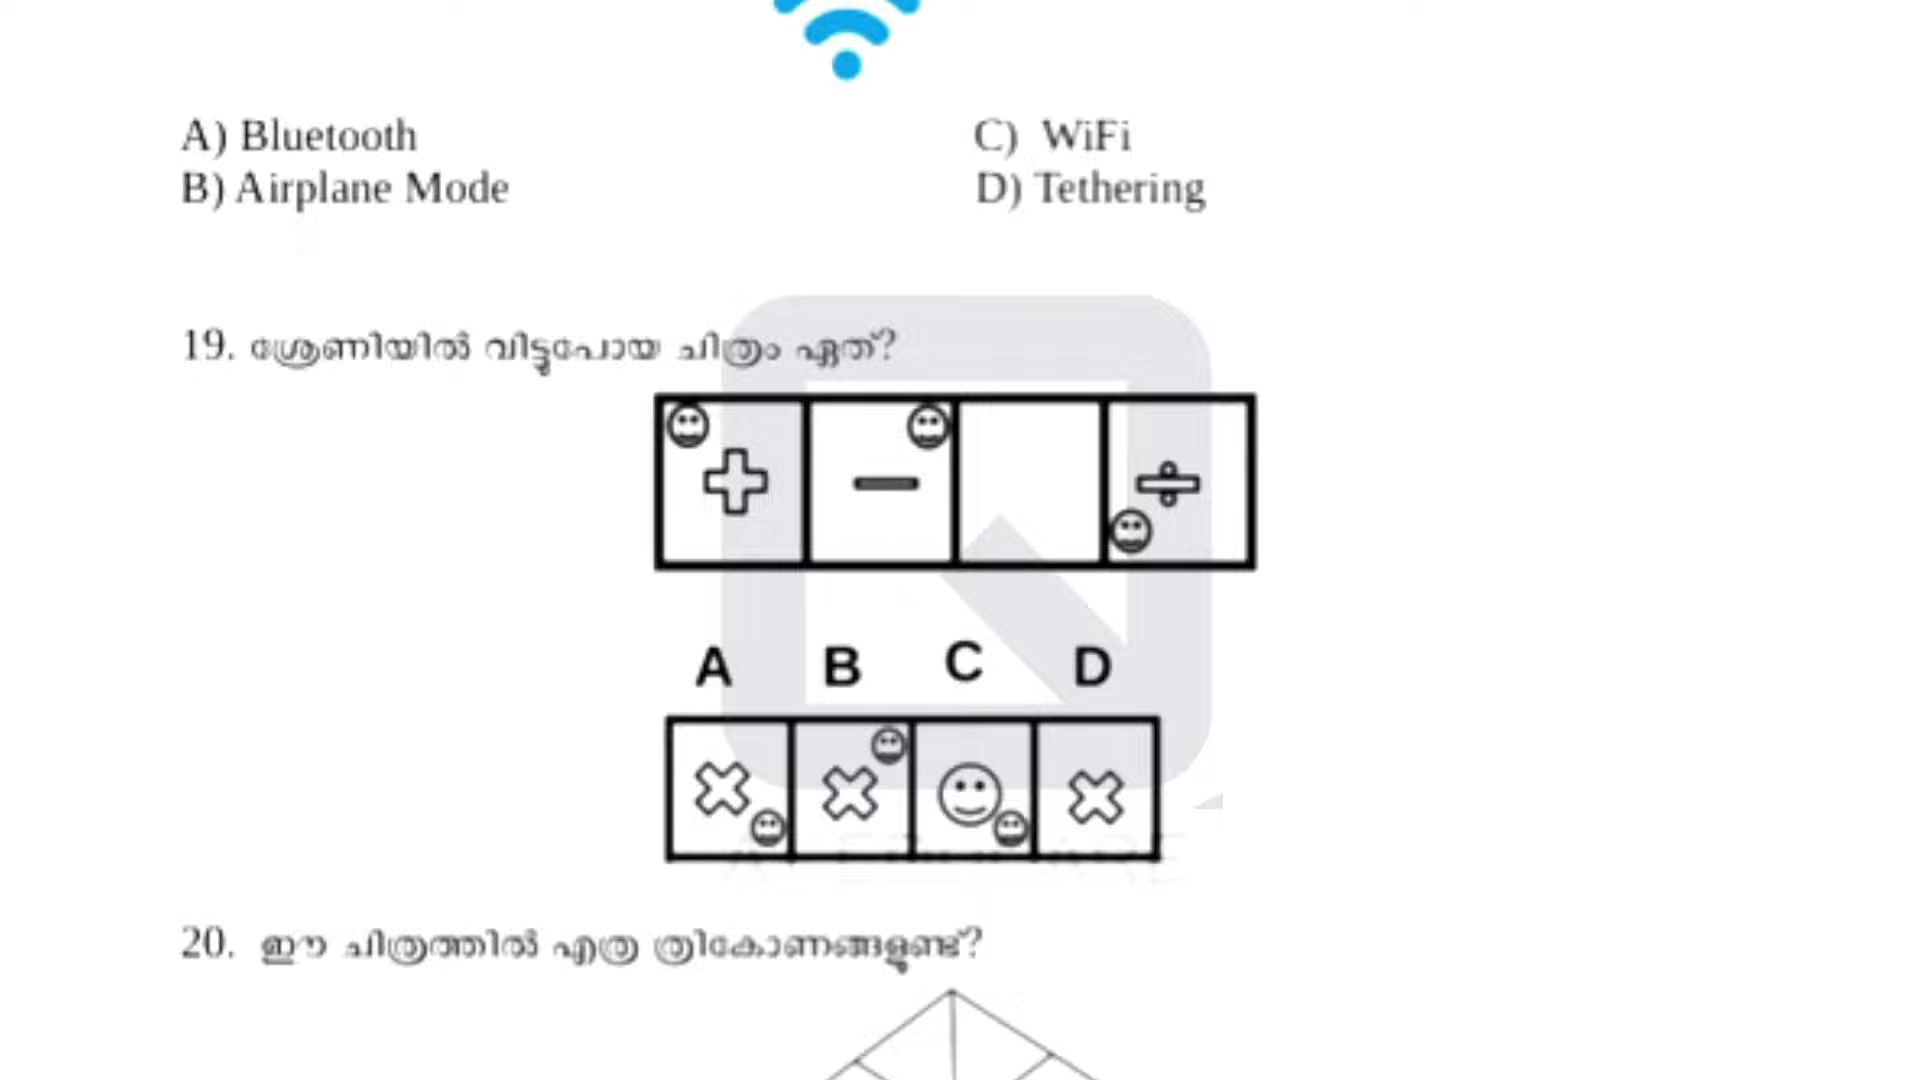 A) Bluetooth
C) WiFi
B) Airplane Mode
D) Tethering
19. ശ്രേണിയിൽ വിട്ടുപോയ ചിത്രം ഏത്?
A B C D
20. ഈ ചിത്രത്തിൽ എത്ര ത്രികോണങ്ങളുണ്ട്?